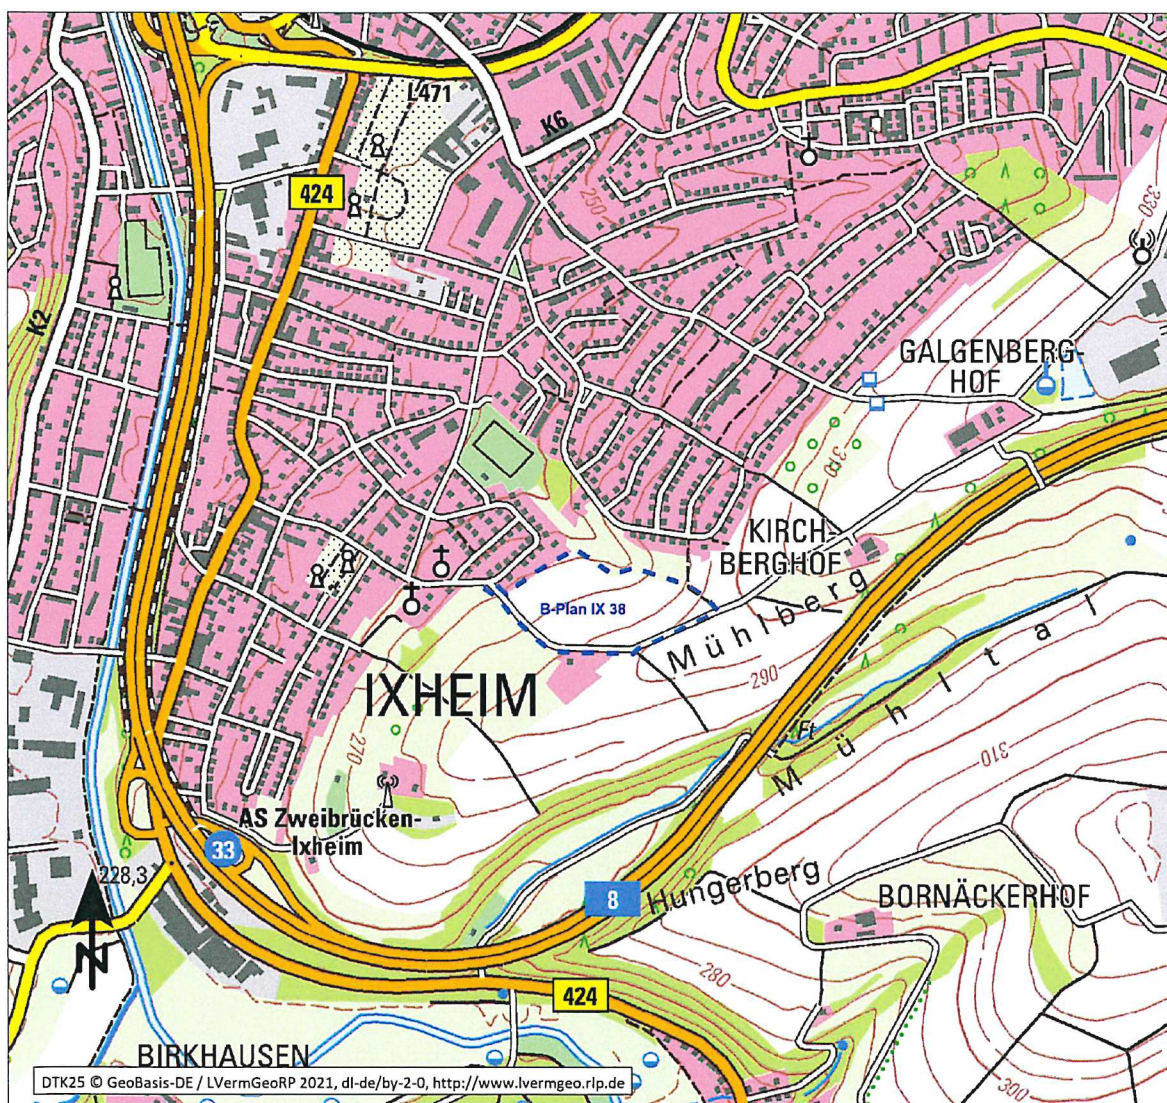 L471
K6
424
330
250
K2
GALGENBERG-
HOF
310
KIRCH-
BERGHOF
B-Plan IX 38
Mühlberg
Mühltal
IXHEIM
290
Ft
270
310
AS Zweibrücken-
Ixheim
33
228,3
8
Hungerberg
BORNÄCKERHOF
N
280
424
BIRKHAUSEN
300
DTK25 © GeoBasis-DE / LVermGeoRP 2021, dl-de/by-2-0, http://www.lvermgeo.rlp.de